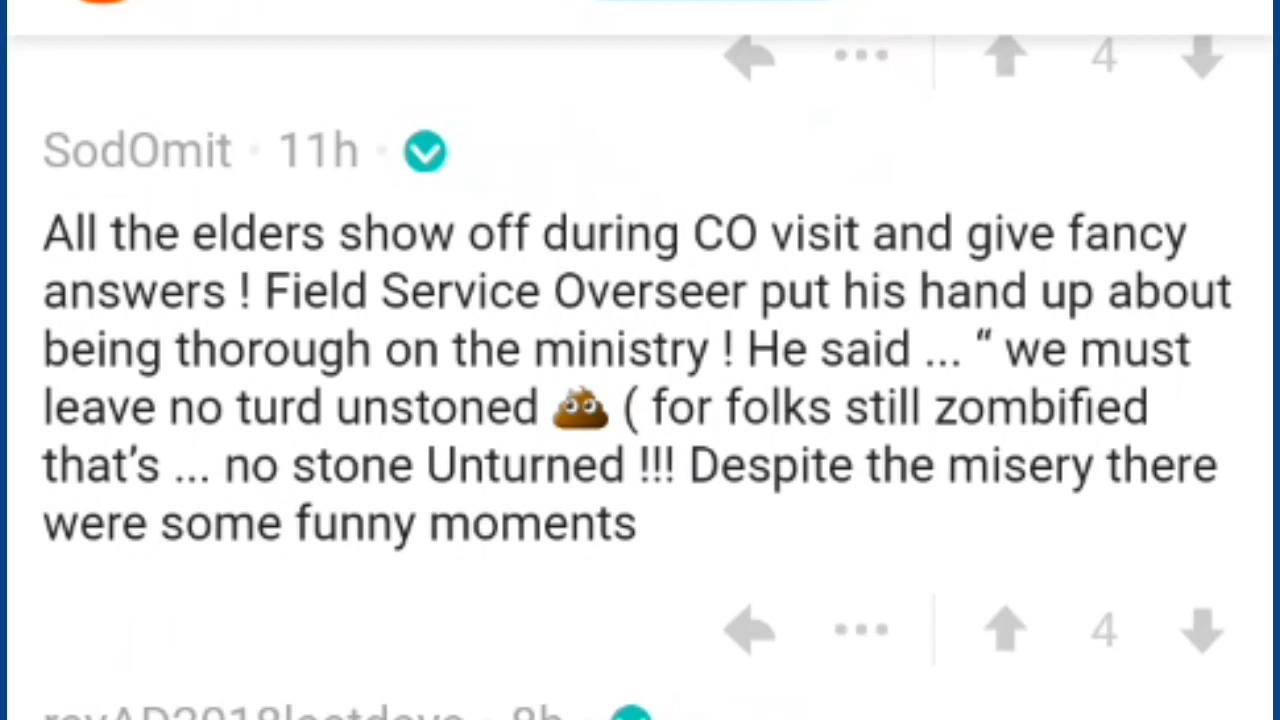 4
SodOmit · 11h ·
All the elders show off during CO visit and give fancy
answers ! Field Service Overseer put his hand up about
being thorough on the ministry ! He said ... “ we must
leave no turd unstoned 💩 ( for folks still zombified
that’s ... no stone Unturned !!! Despite the misery there
were some funny moments
4